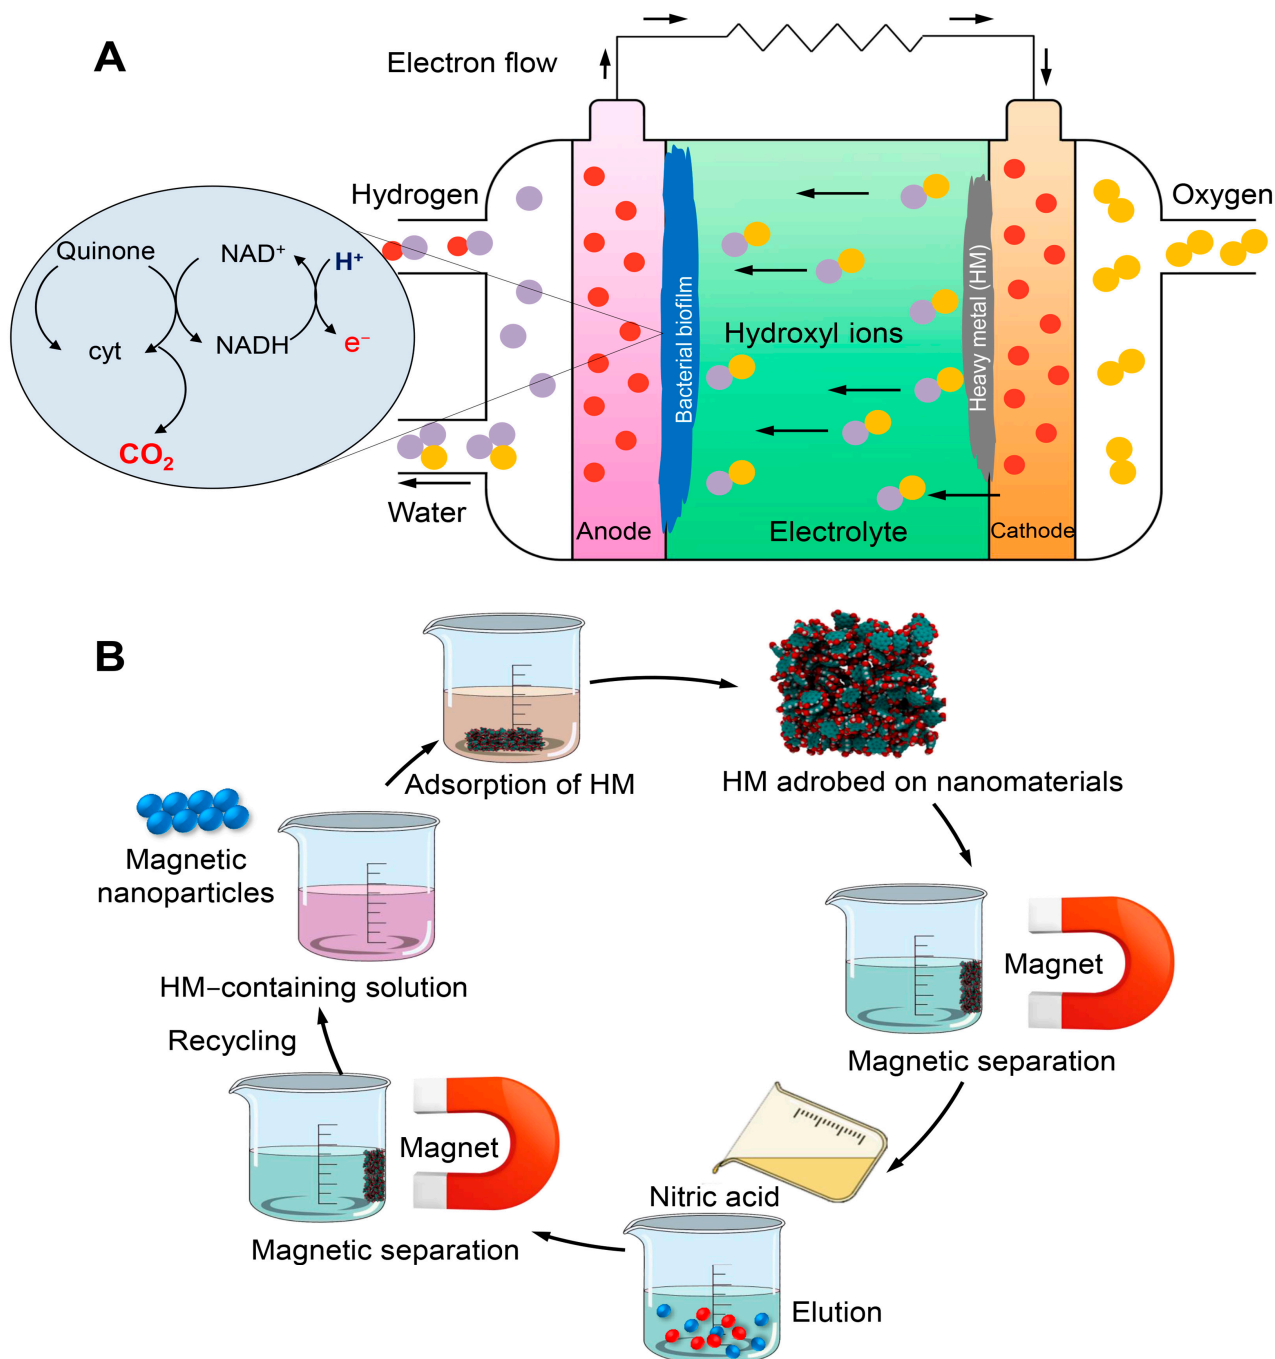 A
Electron flow
Hydrogen
Oxygen
Quinone
NAD⁺
H⁺
cyt
NADH
e⁻
CO₂
Water
Bacterial biofilm
Hydroxyl ions
Heavy metal (HM)
Anode
Electrolyte
Cathode
B
Adsorption of HM
HM adrobed on nanomaterials
Magnetic
nanoparticles
HM–containing solution
Magnet
Magnetic separation
Recycling
Magnet
Magnetic separation
Nitric acid
Elution